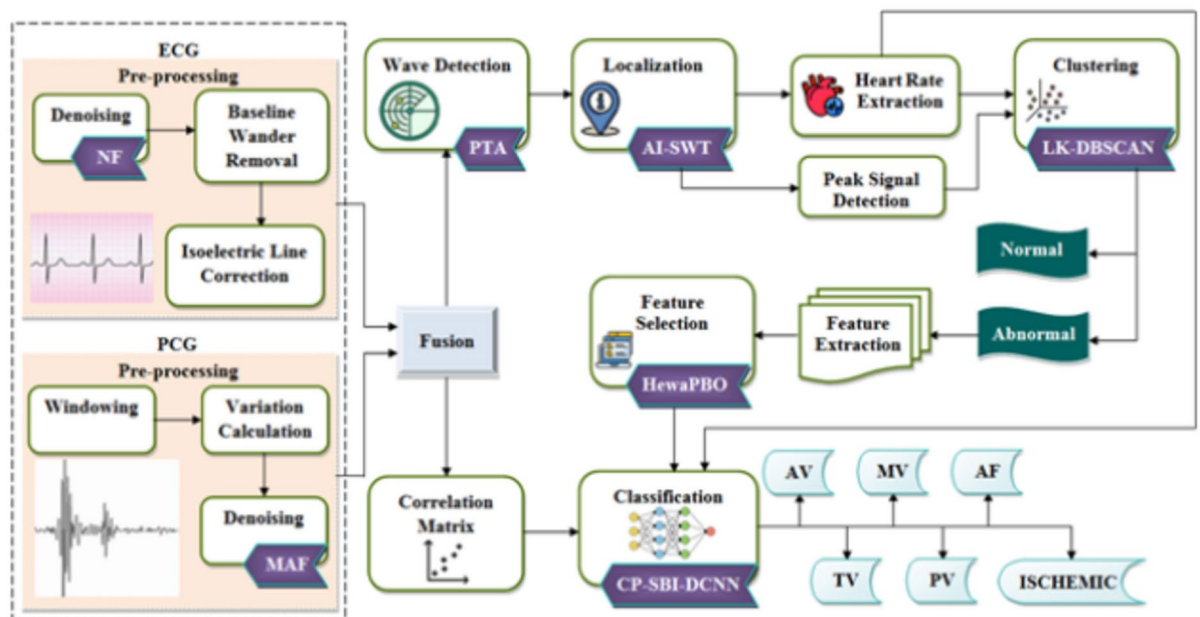 ECG
Pre-processing
Denoising
NF
Baseline
Wander
Removal
Isoelectric Line
Correction
PCG
Pre-processing
Windowing
Variation
Calculation
Denoising
MAF
Fusion
Wave Detection
PTA
Localization
AI-SWT
Heart Rate
Extraction
Peak Signal
Detection
Clustering
LK-DBSCAN
Normal
Abnormal
Feature
Extraction
Feature
Selection
HewaPBO
Correlation
Matrix
Classification
CP-SBI-DCNN
AV
MV
AF
TV
PV
ISCHEMIC